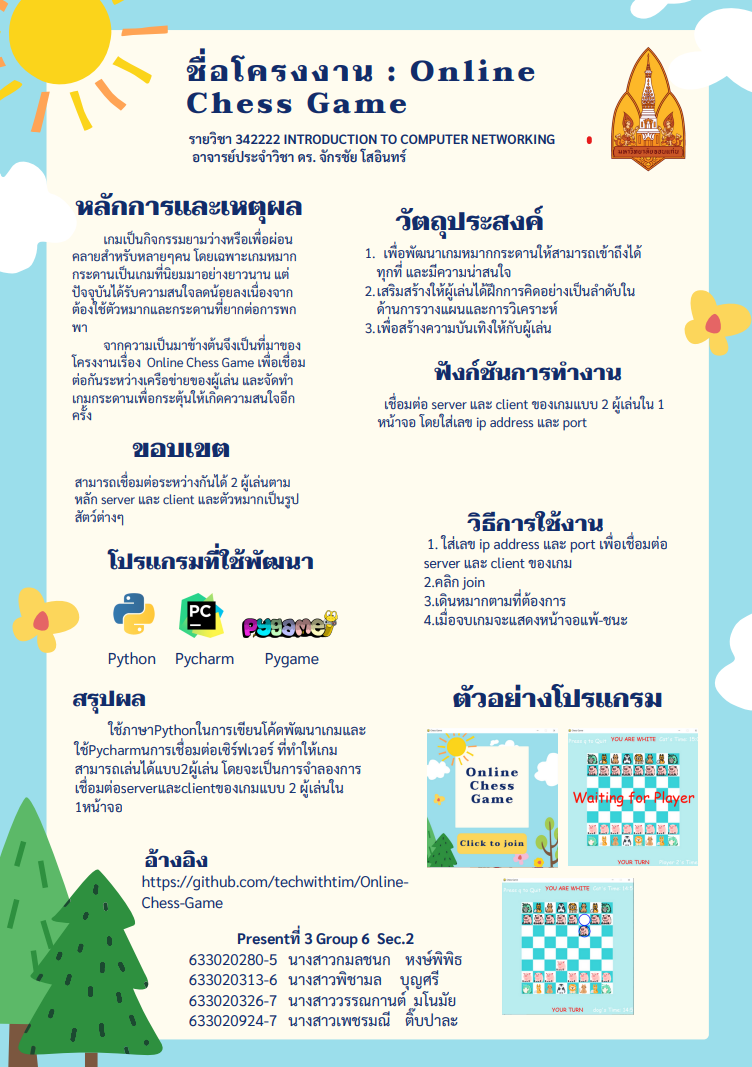 ชื่อโครงงาน : Online
Chess Game
รายวิชา 342222 INTRODUCTION TO COMPUTER NETWORKING
อาจารย์ประจำวิชา ดร. จักรชัย โสอินทร์
มหาวิทยาลัยขอนแก่น
หลักการและเหตุผล
เกมเป็นกิจกรรมยามว่างหรือเพื่อผ่อน
คลายสำหรับหลายๆคน โดยเฉพาะเกมหมาก
กระดานเป็นเกมที่นิยมมาอย่างยาวนาน แต่
ปัจจุบันได้รับความสนใจลดน้อยลงเนื่องจาก
ต้องใช้ตัวหมากและกระดานที่ยากต่อการพก
พา
จากความเป็นมาข้างต้นจึงเป็นที่มาของ
โครงงานเรื่อง Online Chess Game เพื่อเชื่อม
ต่อกันระหว่างเครือข่ายของผู้เล่น และจัดทำ
เกมกระดานเพื่อกระตุ้นให้เกิดความสนใจอีก
ครั้ง
ขอบเขต
สามารถเชื่อมต่อระหว่างกันได้ 2 ผู้เล่นตาม
หลัก server และ client และตัวหมากเป็นรูป
สัตว์ต่างๆ
โปรแกรมที่ใช้พัฒนา
PC
pygame
Python Pycharm Pygame
สรุปผล
ใช้ภาษาPythonในการเขียนโค้ดพัฒนาเกมและ
ใช้Pycharmนการเชื่อมต่อเซิร์ฟเวอร์ ที่ทำให้เกม
สามารถเล่นได้แบบ2ผู้เล่น โดยจะเป็นการจำลองการ
เชื่อมต่อserverและclientของเกมแบบ 2 ผู้เล่นใน
1หน้าจอ
อ้างอิง
https://github.com/techwithtim/Online-
Chess-Game
วัตถุประสงค์
1. เพื่อพัฒนาเกมหมากกระดานให้สามารถเข้าถึงได้
ทุกที่ และมีความน่าสนใจ
2.เสริมสร้างให้ผู้เล่นได้ฝึกการคิดอย่างเป็นลำดับใน
ด้านการวางแผนและการวิเคราะห์
3.เพื่อสร้างความบันเทิงให้กับผู้เล่น
ฟังก์ชันการทำงาน
เชื่อมต่อ server และ client ของเกมแบบ 2 ผู้เล่นใน 1
หน้าจอ โดยใส่เลข ip address และ port
วิธีการใช้งาน
1. ใส่เลข ip address และ port เพื่อเชื่อมต่อ
server และ client ของเกม
2.คลิก join
3.เดินหมากตามที่ต้องการ
4.เมื่อจบเกมจะแสดงหน้าจอแพ้-ชนะ
ตัวอย่างโปรแกรม
Online
Chess
Game
Click to join
YOU ARE WHITE
Waiting for Player
YOUR TURN
YOU ARE WHITE
YOUR TURN
Presentที่ 3 Group 6 Sec.2
633020280-5 นางสาวกมลชนก หงษ์พิพิธ
633020313-6 นางสาวพิชามล บุญศรี
633020326-7 นางสาววรรณกานต์ มโนมัย
633020924-7 นางสาวเพชรมณี ติ๊บปาละ